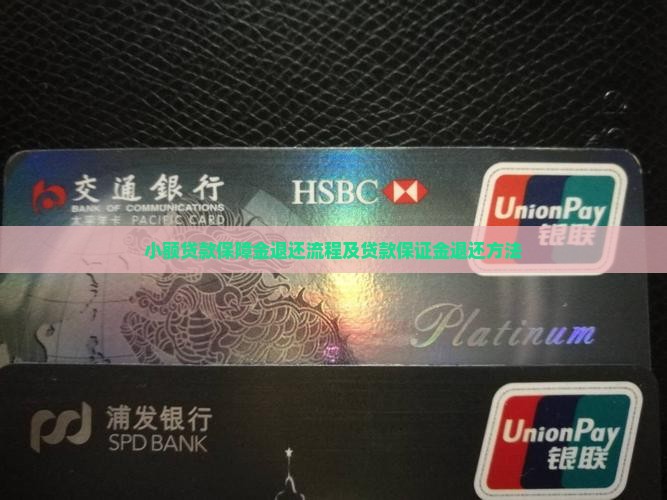 交通銀行
BANK OF COMMUNICATIONS
太平洋卡 PACIFIC CARD
HSBC
UnionPay
银联
小额贷款保障金退还流程及贷款保证金退还方法
Platinum
浦发银行
SPD BANK
UnionPay
银联